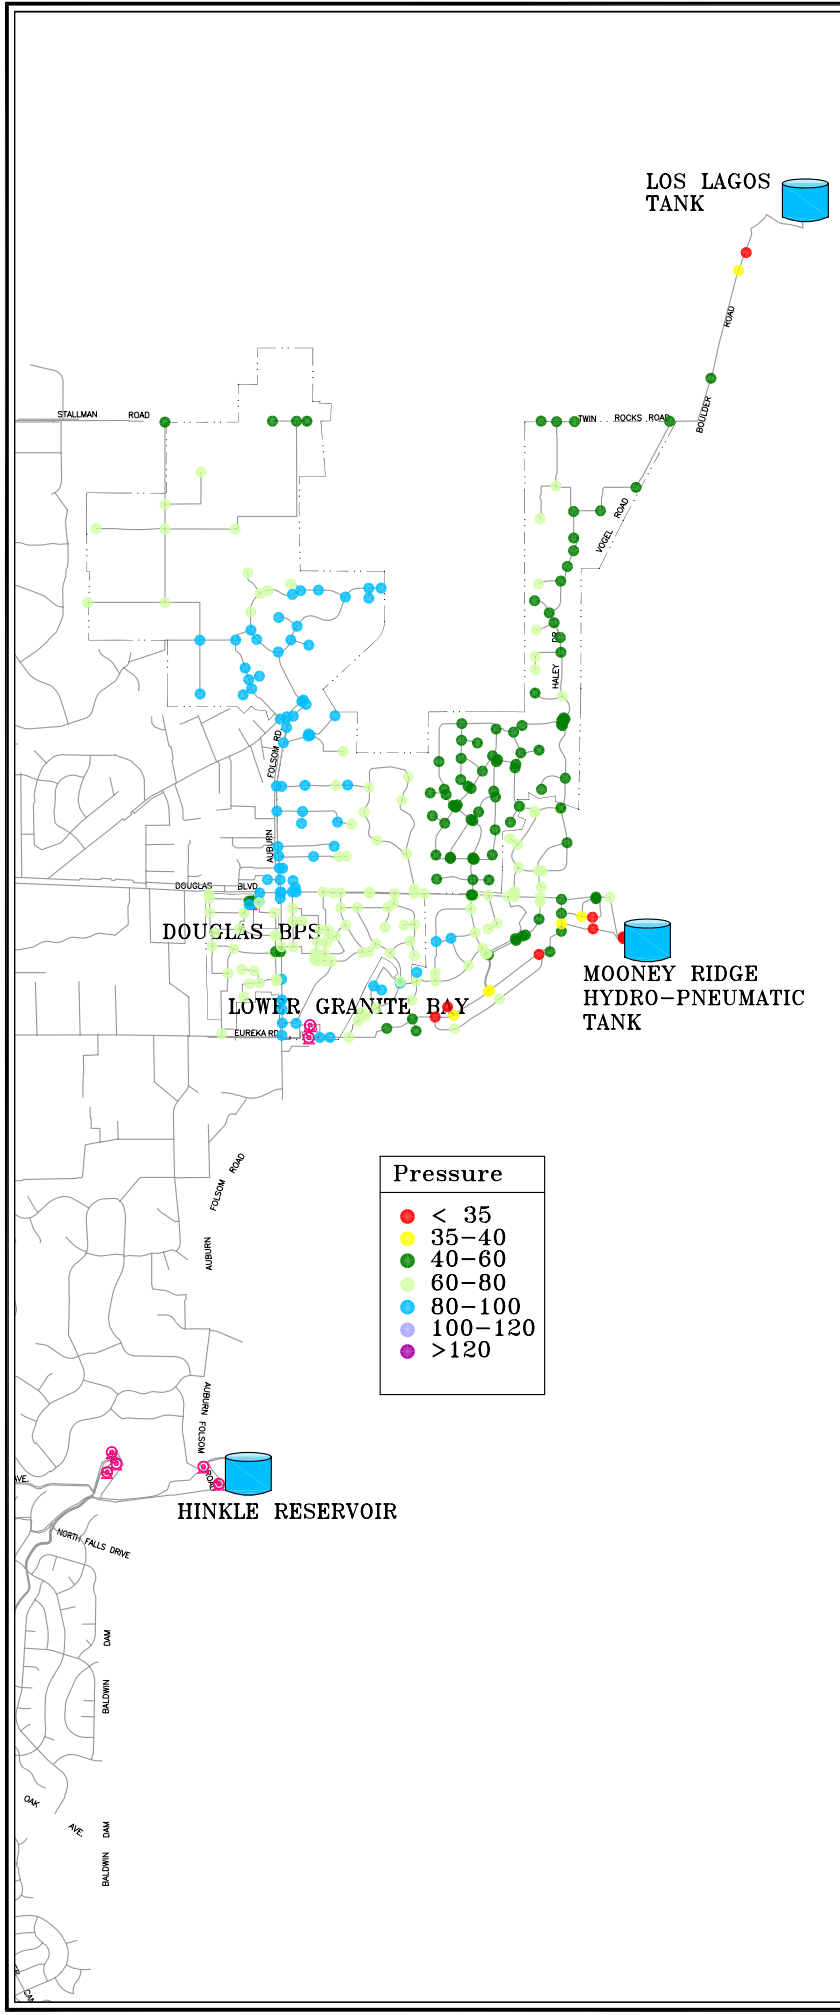 LOS LAGOS
TANK
ROAD
BOULDER
STALLMAN ROAD
TWIN ROCKS ROAD
VOGEL ROAD
HALEY DR
FOLSOM RD
AUBURN
DOUGLAS BLVD
DOUGLAS BPS
MOONEY RIDGE
HYDRO-PNEUMATIC
TANK
LOWER GRANITE BAY
EUREKA RD
FOLSOM ROAD
AUBURN
Pressure
< 35
35-40
40-60
60-80
80-100
100-120
>120
AUBURN FOLSOM ROAD
AVE.
HINKLE RESERVOIR
NORTH FALLS DRIVE
DAM
BALDWIN
OAK AVE.
DAM
BALDWIN